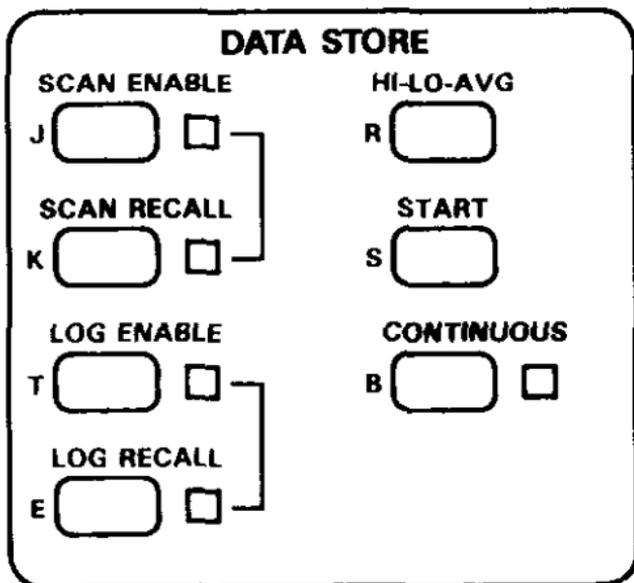 DATA STORE
SCAN ENABLE
J
SCAN RECALL
K
LOG ENABLE
T
LOG RECALL
E
HI-LO-AVG
R
START
S
CONTINUOUS
B